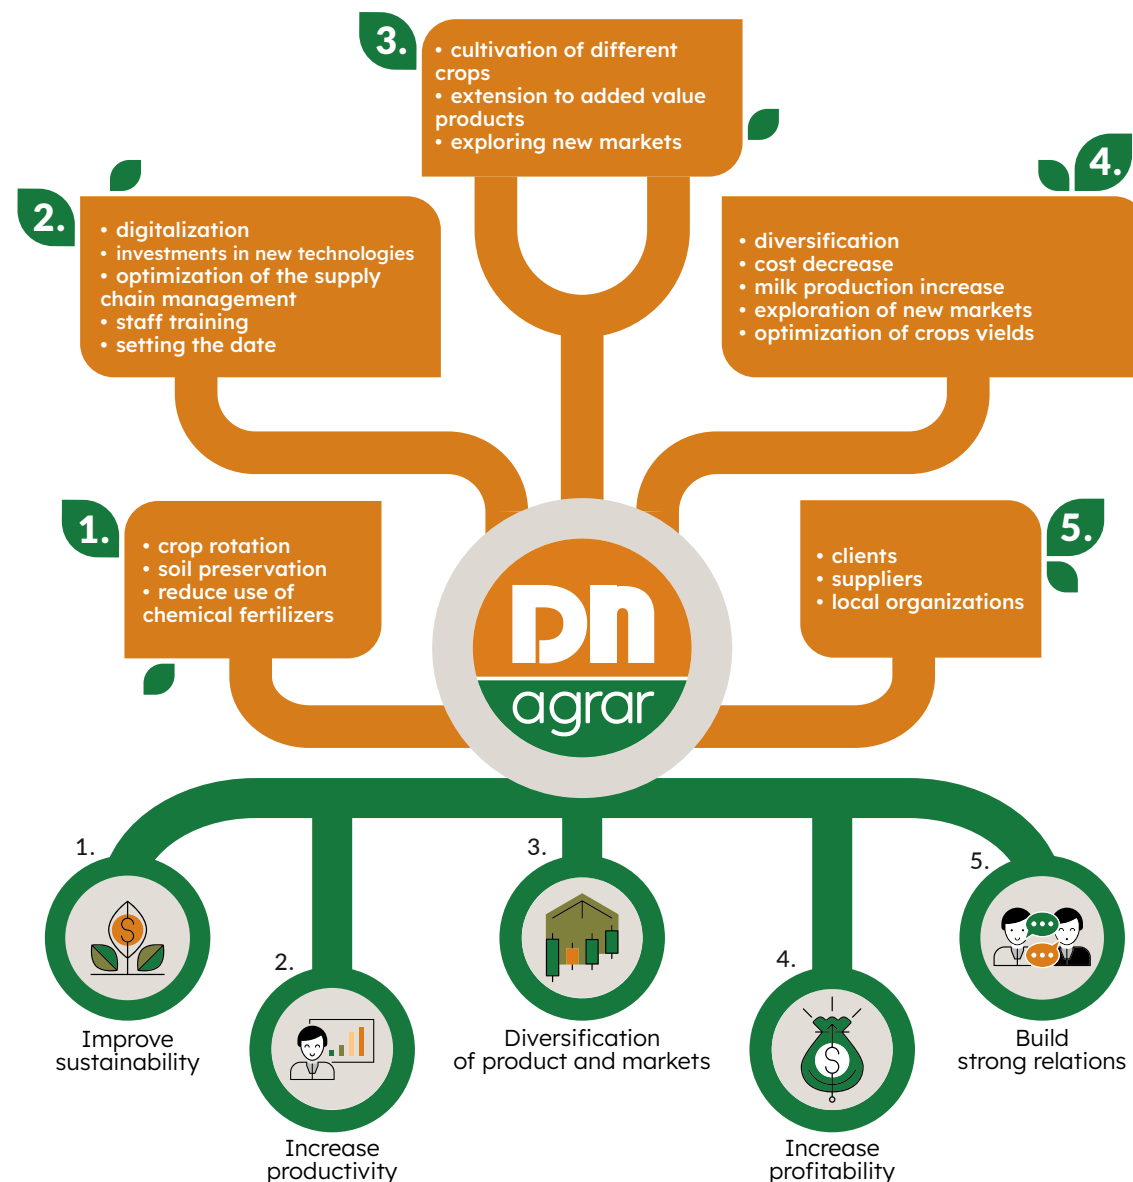 3.
• cultivation of different
crops
• extension to added value
products
• exploring new markets
2.
• digitalization
• investments in new technologies
• optimization of the supply
chain management
• staff training
• setting the date
4.
• diversification
• cost decrease
• milk production increase
• exploration of new markets
• optimization of crops yields
1.
• crop rotation
• soil preservation
• reduce use of
chemical fertilizers
5.
• clients
• suppliers
• local organizations
DN
agrar
1.
Improve
sustainability
2.
Increase
productivity
3.
Diversification
of product and markets
4.
Increase
profitability
5.
Build
strong relations